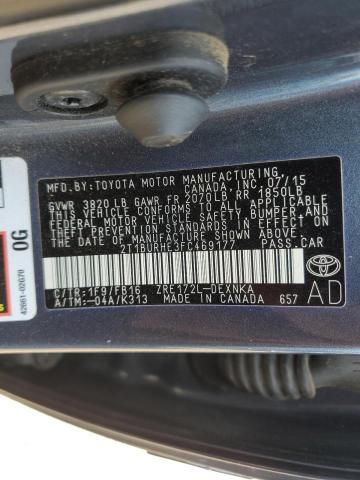 MFD.BY:TOYOTA MOTOR MANUFACTURING
CANADA, INC. 07/15
GVWR 3820 LB GAWR FR 2020LB RR 1850LB
THIS VEHICLE CONFORMS TO ALL APPLICABLE
FEDERAL MOTOR VEHICLE SAFETY, BUMPER, AND
THEFT PREVENTION STANDARDS IN EFFECT ON
THE DATE OF MANUFACTURE SHOWN ABOVE.
2T1BURHE3FC469177 PASS.CAR
C/TR:1F9/FB16 ZRE172L-DEXNKA
A/TM:-04A/K313 MADE IN CANADA 657
AD
0G
42661-02G70